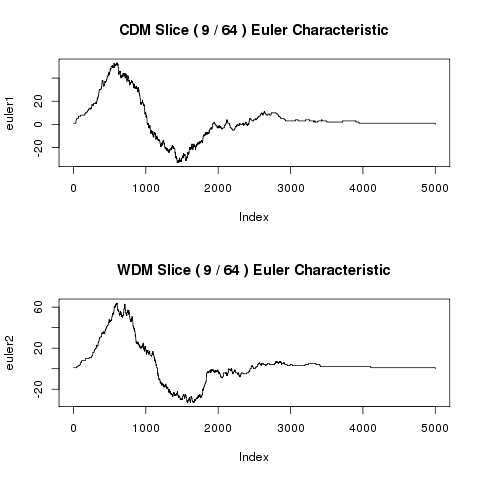 CDM Slice ( 9 / 64 ) Euler Characteristic
euler1
20
0
-20
0 1000 2000 3000 4000 5000
Index
WDM Slice ( 9 / 64 ) Euler Characteristic
euler2
60
20
-20
0 1000 2000 3000 4000 5000
Index